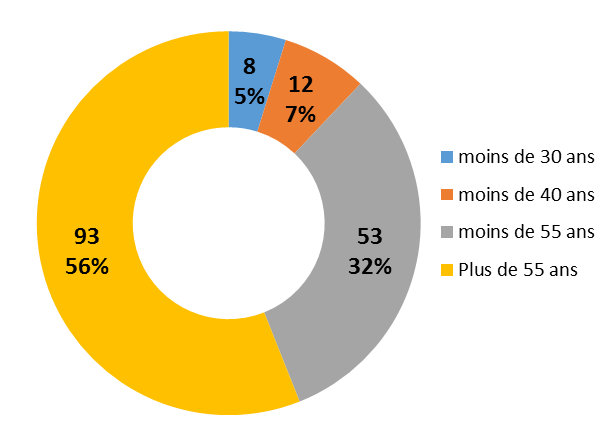 8
5%
12
7%
53
32%
93
56%
moins de 30 ans
moins de 40 ans
moins de 55 ans
Plus de 55 ans